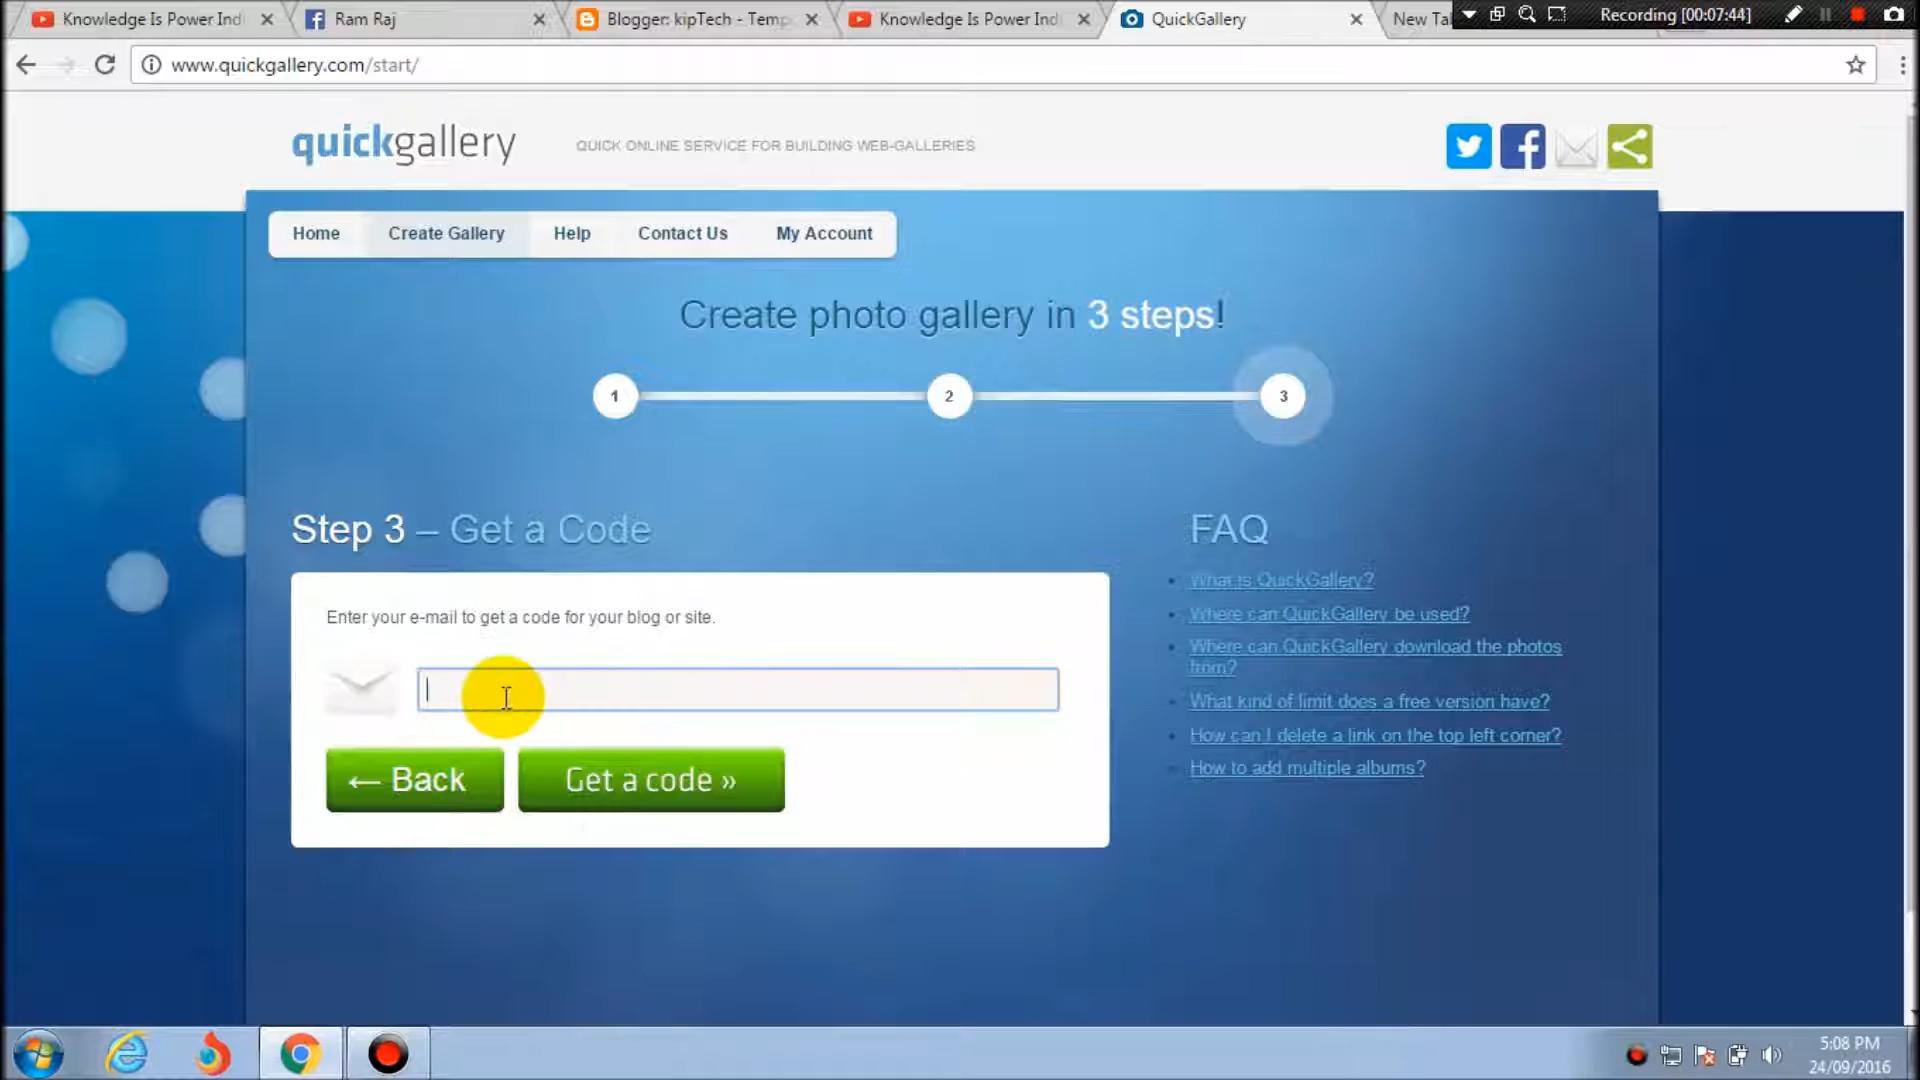 Knowledge Is Power Ind
Ram Raj
Blogger: kipTech - Temp
Knowledge Is Power Ind
QuickGallery
New Ta
Recording [00:07:44]
www.quickgallery.com/start/
quickgallery
QUICK ONLINE SERVICE FOR BUILDING WEB-GALLERIES
Home
Create Gallery
Help
Contact Us
My Account
Create photo gallery in 3 steps!
1
2
3
Step 3 – Get a Code
Enter your e-mail to get a code for your blog or site.
← Back
Get a code »
FAQ
What is QuickGallery?
Where can QuickGallery be used?
Where can QuickGallery download the photos
from?
What kind of limit does a free version have?
How can I delete a link on the top left corner?
How to add multiple albums?
5:08 PM
24/09/2016